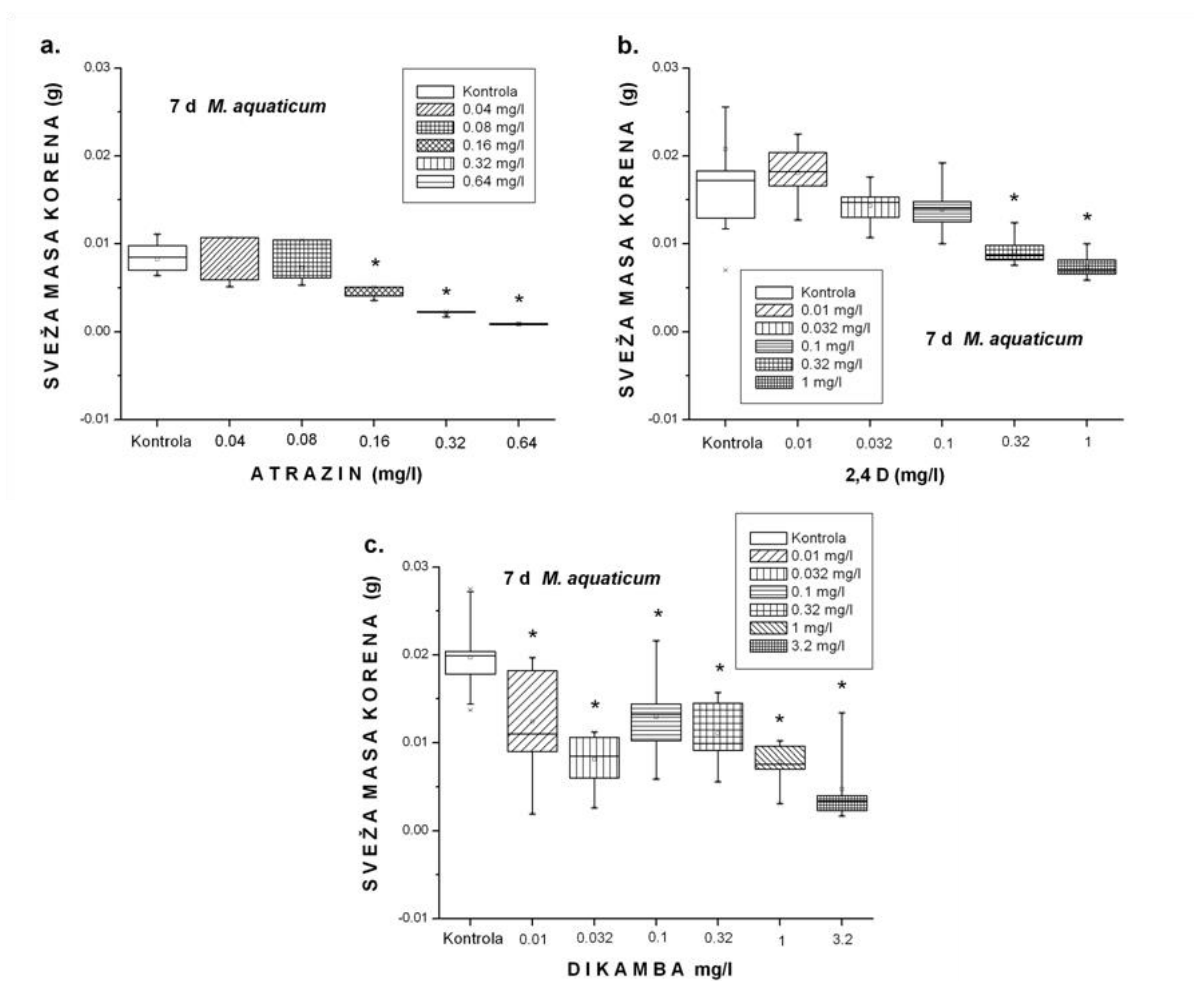 a.
SVEŽA MASA KORENA (g)
0.03
0.02
0.01
0.00
-0.01
7 d M. aquaticum
Kontrola
0.04 mg/l
0.08 mg/l
0.16 mg/l
0.32 mg/l
0.64 mg/l
*
*
*
Kontrola 0.04 0.08 0.16 0.32 0.64
ATRAZIN (mg/l)
b.
SVEŽA MASA KORENA (g)
0.03
0.02
0.01
0.00
-0.01
*
*
Kontrola
0.01 mg/l
0.032 mg/l
0.1 mg/l
0.32 mg/l
1 mg/l
7 d M. aquaticum
Kontrola 0.01 0.032 0.1 0.32 1
2,4 D (mg/l)
c.
SVEŽA MASA KORENA (g)
0.03
0.02
0.01
0.00
-0.01
7 d M. aquaticum
Kontrola
0.01 mg/l
0.032 mg/l
0.1 mg/l
0.32 mg/l
1 mg/l
3.2 mg/l
*
*
*
*
*
*
Kontrola 0.01 0.032 0.1 0.32 1 3.2
DIKAMBA mg/l